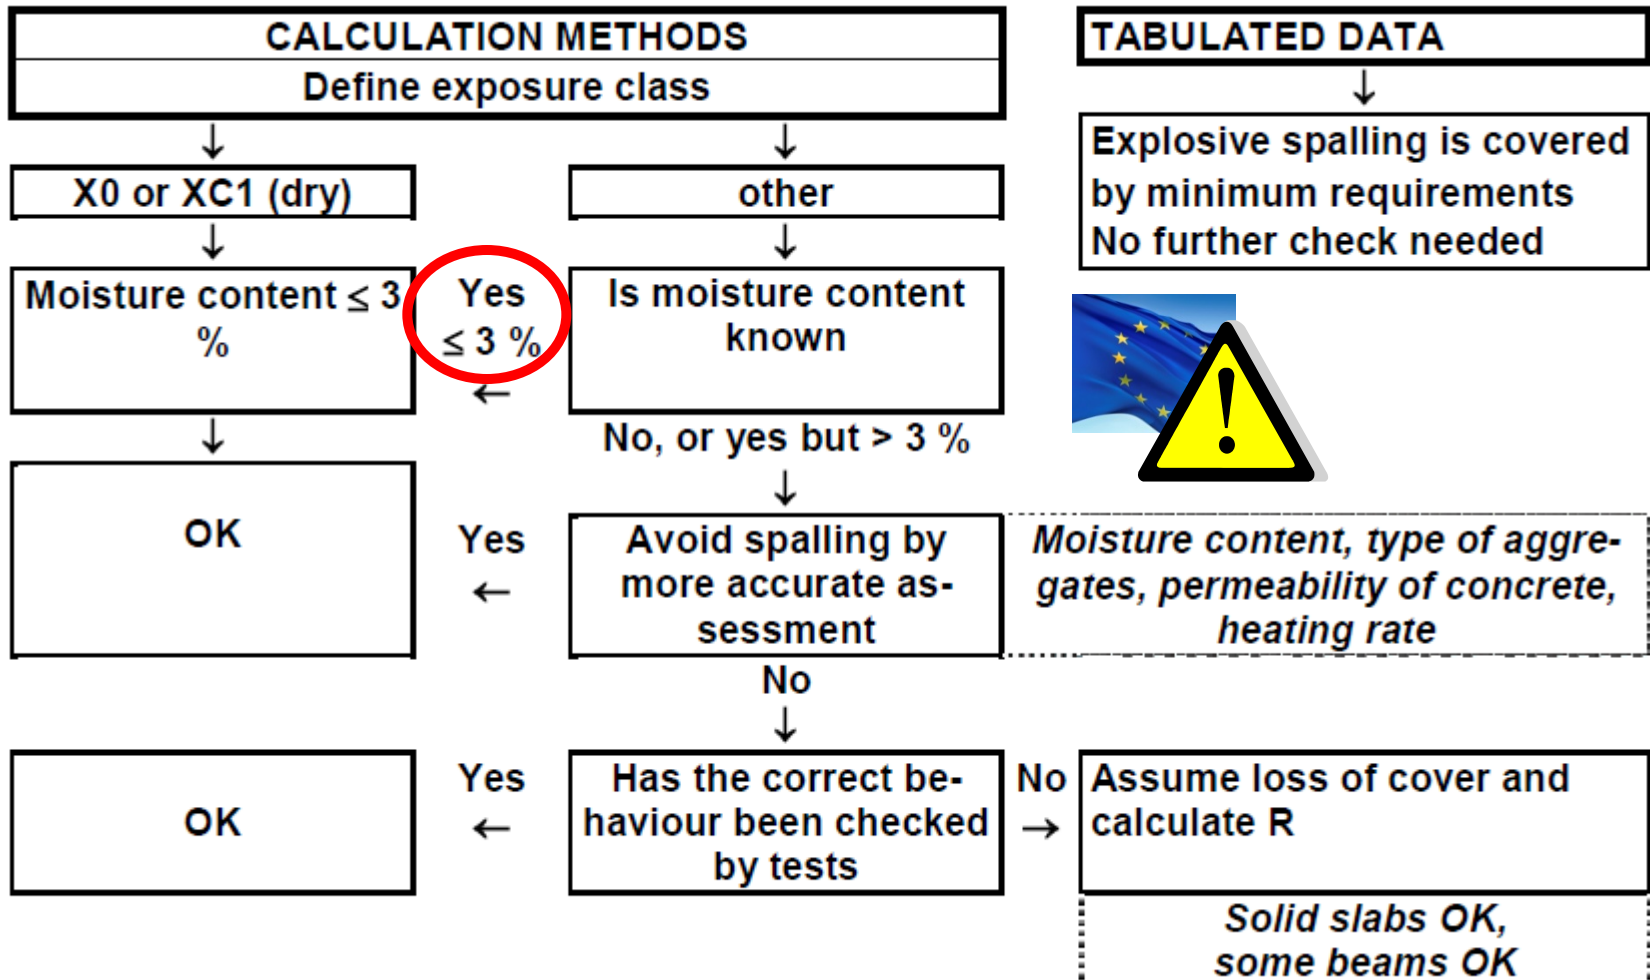 CALCULATION METHODS
Define exposure class
TABULATED DATA
↓
↓
↓
Explosive spalling is covered
by minimum requirements
No further check needed
X0 or XC1 (dry)
other
↓
↓
Moisture content ≤ 3
%
Yes
≤ 3 %
←
Is moisture content
known
!
↓
No, or yes but > 3 %
↓
OK
Yes
←
Avoid spalling by
more accurate as-
sessment
Moisture content, type of aggre-
gates, permeability of concrete,
heating rate
No
↓
OK
Yes
←
Has the correct be-
haviour been checked
by tests
No
→
Assume loss of cover and
calculate R
Solid slabs OK,
some beams OK